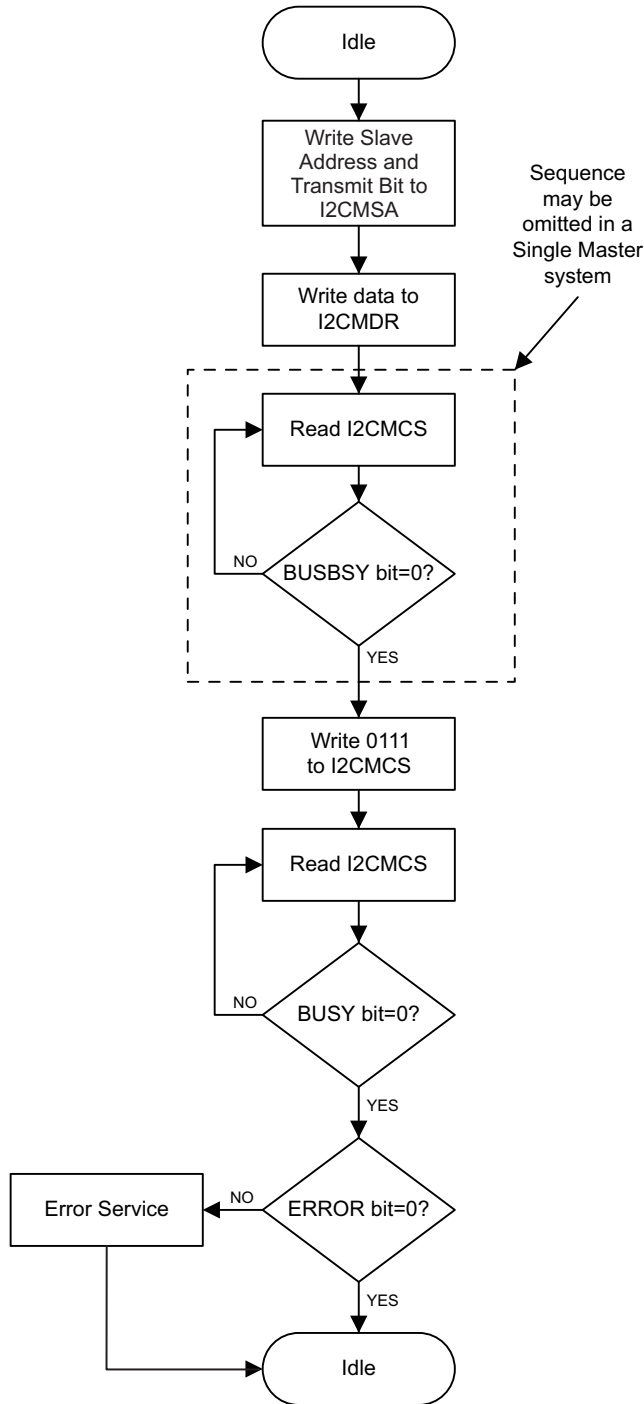 Idle
Write Slave
Address and
Transmit Bit to
I2CMSA
Sequence
may be
omitted in a
Single Master
system
Write data to
I2CMDR
Read I2CMCS
NO
BUSBSY bit=0?
YES
Write 0111
to I2CMCS
Read I2CMCS
NO
BUSY bit=0?
YES
Error Service
NO
ERROR bit=0?
YES
Idle